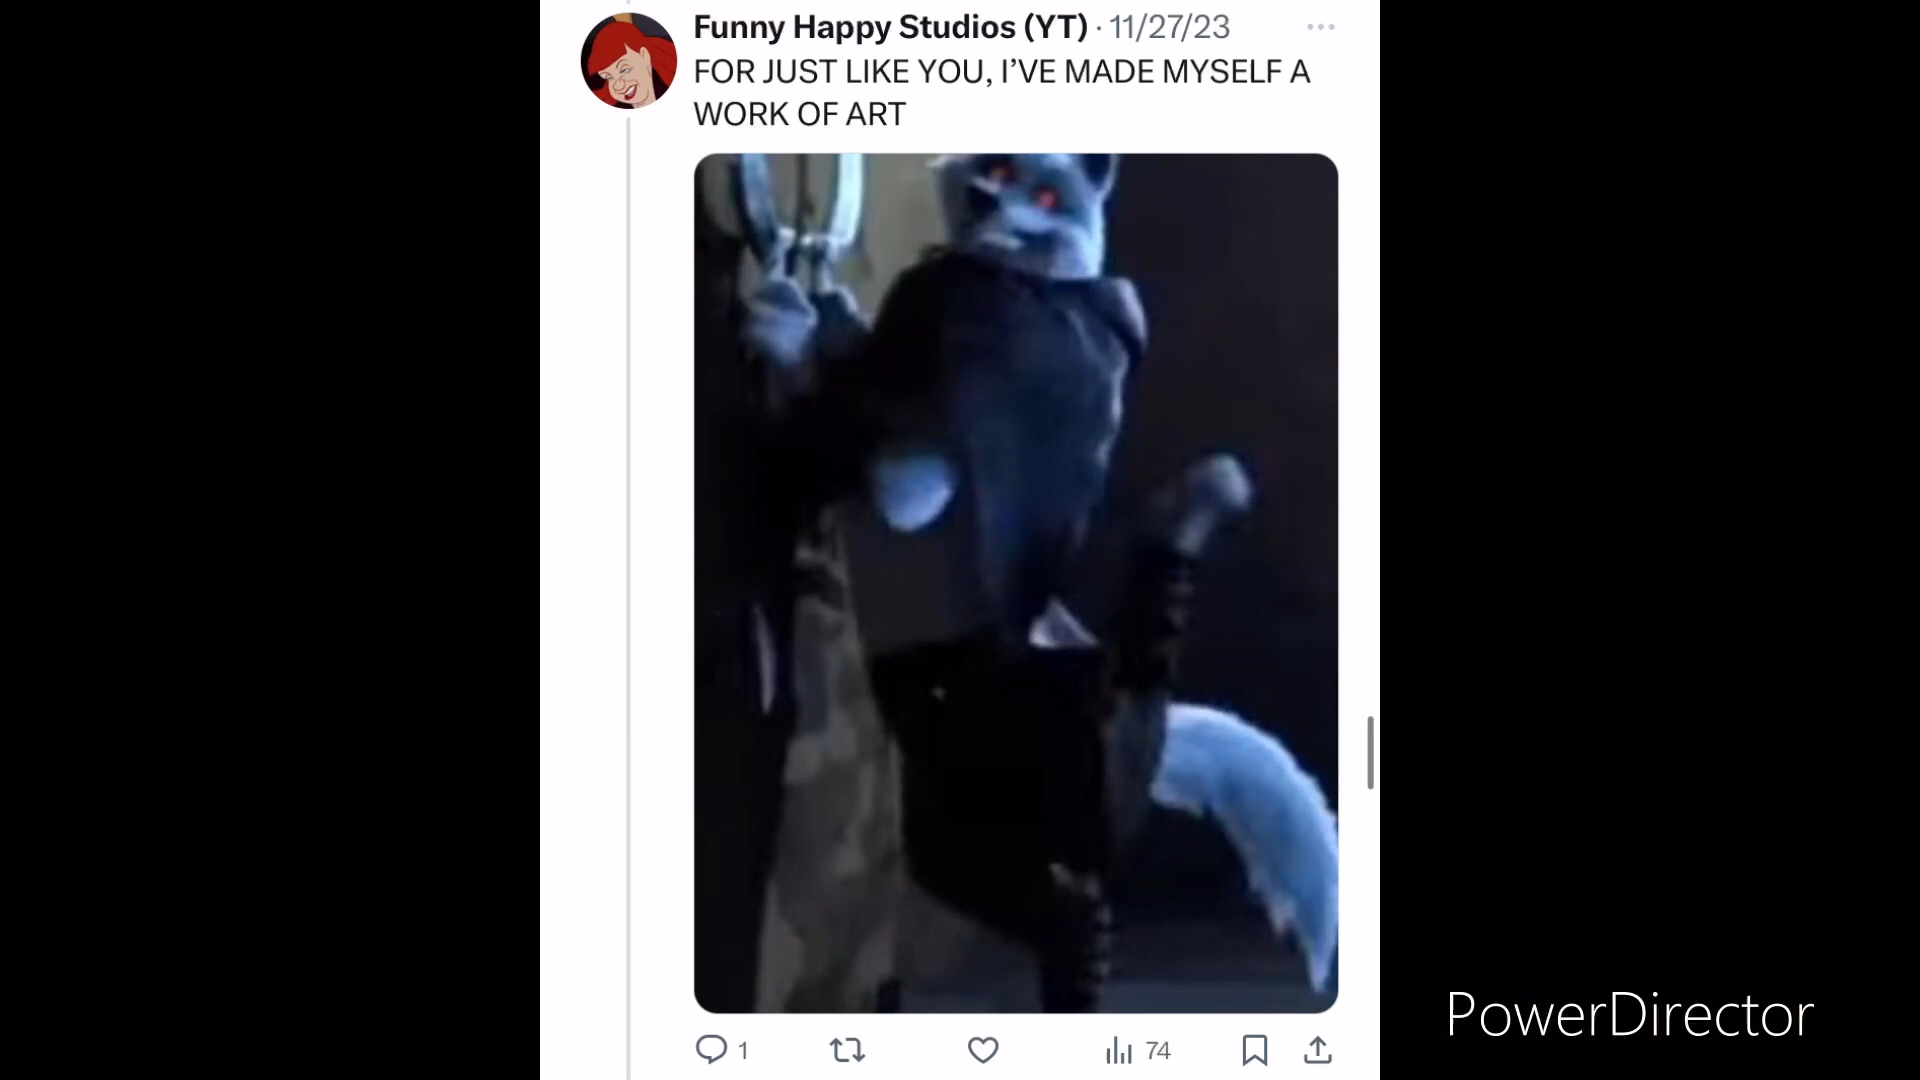 Funny Happy Studios (YT) · 11/27/23
FOR JUST LIKE YOU, I’VE MADE MYSELF A
WORK OF ART
1
74
PowerDirector